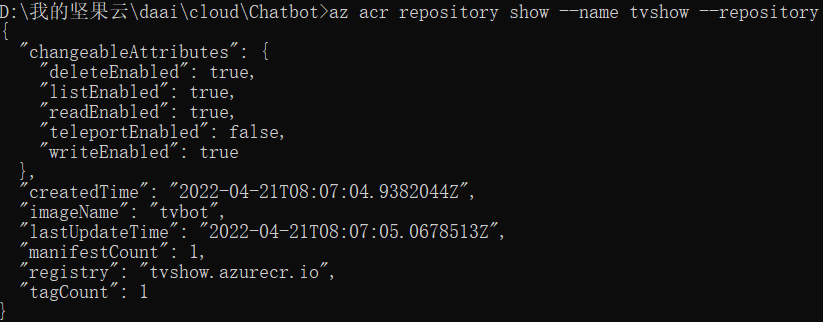 D:\我的坚果云\daai\cloud\Chatbot>az acr repository show --name tvshow --repository
{
  "changeableAttributes": {
    "deleteEnabled": true,
    "listEnabled": true,
    "readEnabled": true,
    "teleportEnabled": false,
    "writeEnabled": true
  },
  "createdTime": "2022-04-21T08:07:04.9382044Z",
  "imageName": "tvbot",
  "lastUpdateTime": "2022-04-21T08:07:05.0678513Z",
  "manifestCount": 1,
  "registry": "tvshow.azurecr.io",
  "tagCount": 1
}